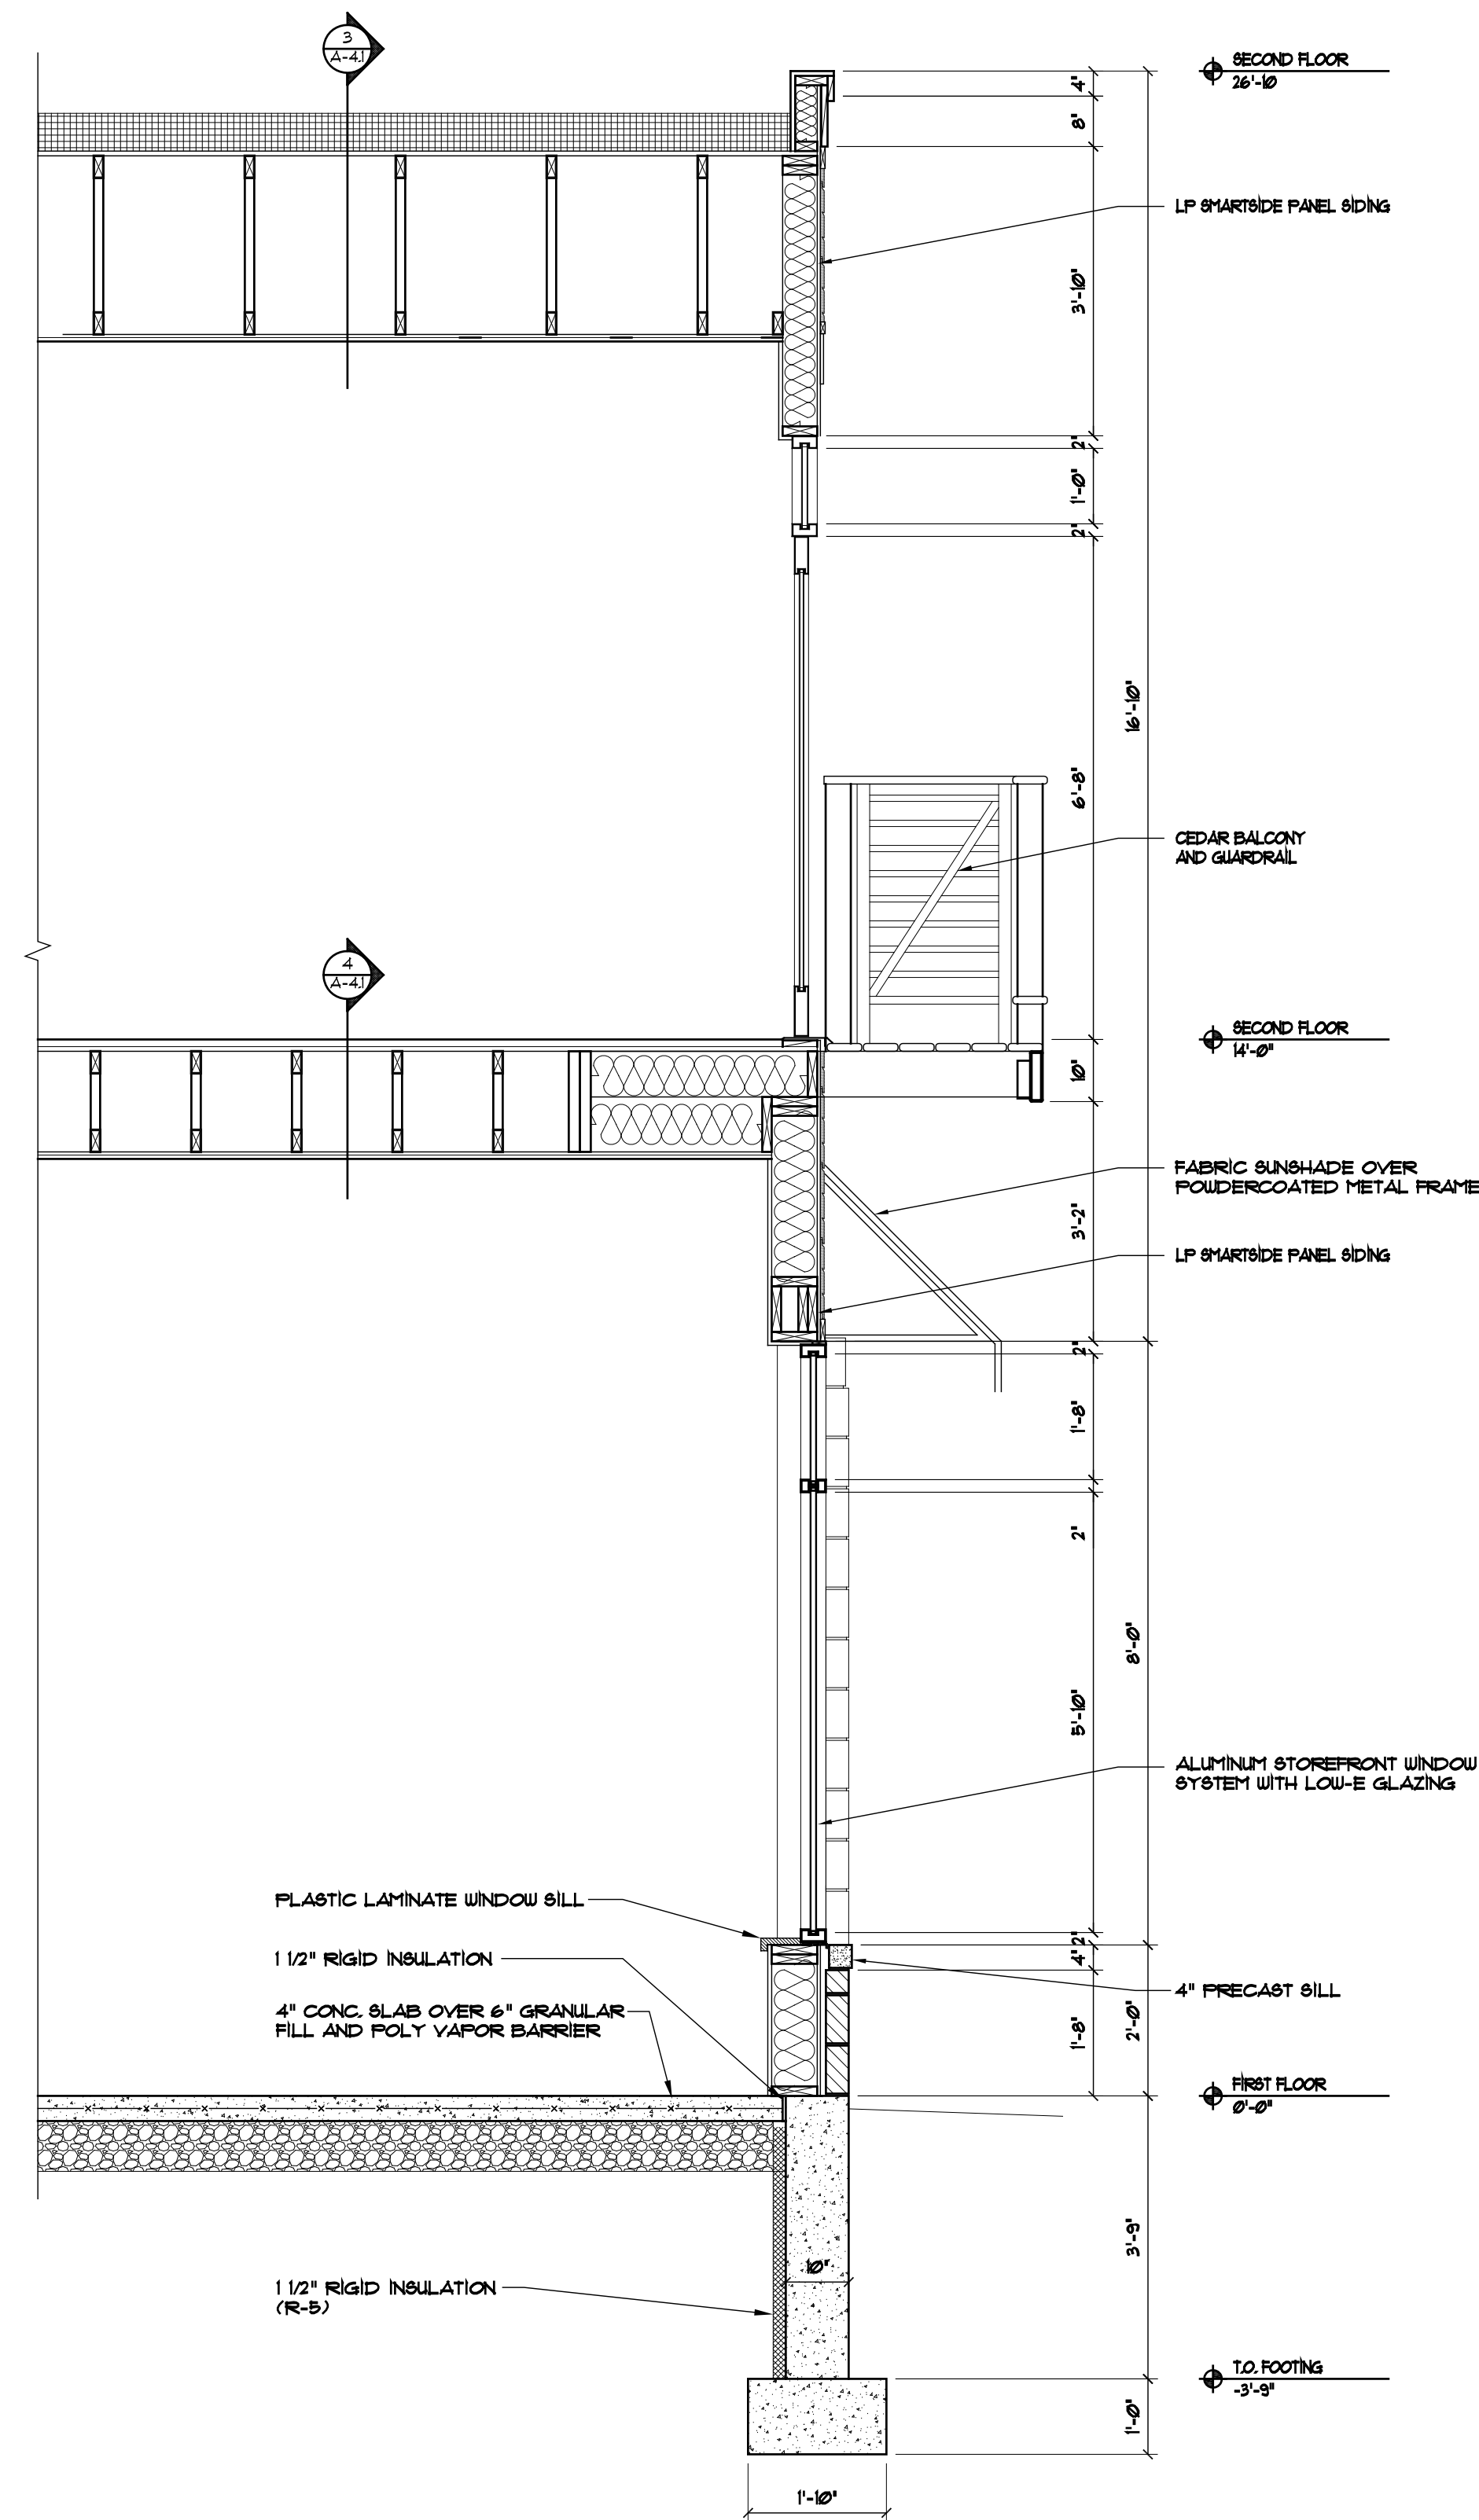 3
A-4.1
SECOND FLOOR
26'-10
4"
8"
LP SMARTSIDE PANEL SIDING
3'-10"
2"
1'-0"
2"
16'-10"
6'-8"
CEDAR BALCONY
AND GUARDRAIL
4
A-4.1
SECOND FLOOR
14'-0"
10"
FABRIC SUNSHADE OVER
POWDERCOATED METAL FRAME
3'-2"
LP SMARTSIDE PANEL SIDING
2"
1'-8"
2"
8'-0"
5'-10"
ALUMINUM STOREFRONT WINDOW
SYSTEM WITH LOW-E GLAZING
PLASTIC LAMINATE WINDOW SILL
2"
4"
1 1/2" RIGID INSULATION
4" PRECAST SILL
4" CONC. SLAB OVER 6" GRANULAR
FILL AND POLY VAPOR BARRIER
2'-0"
1'-8"
FIRST FLOOR
0'-0"
3'-9"
10"
1 1/2" RIGID INSULATION
(R-5)
T.O. FOOTING
-3'-9"
1'-0"
1'-10"